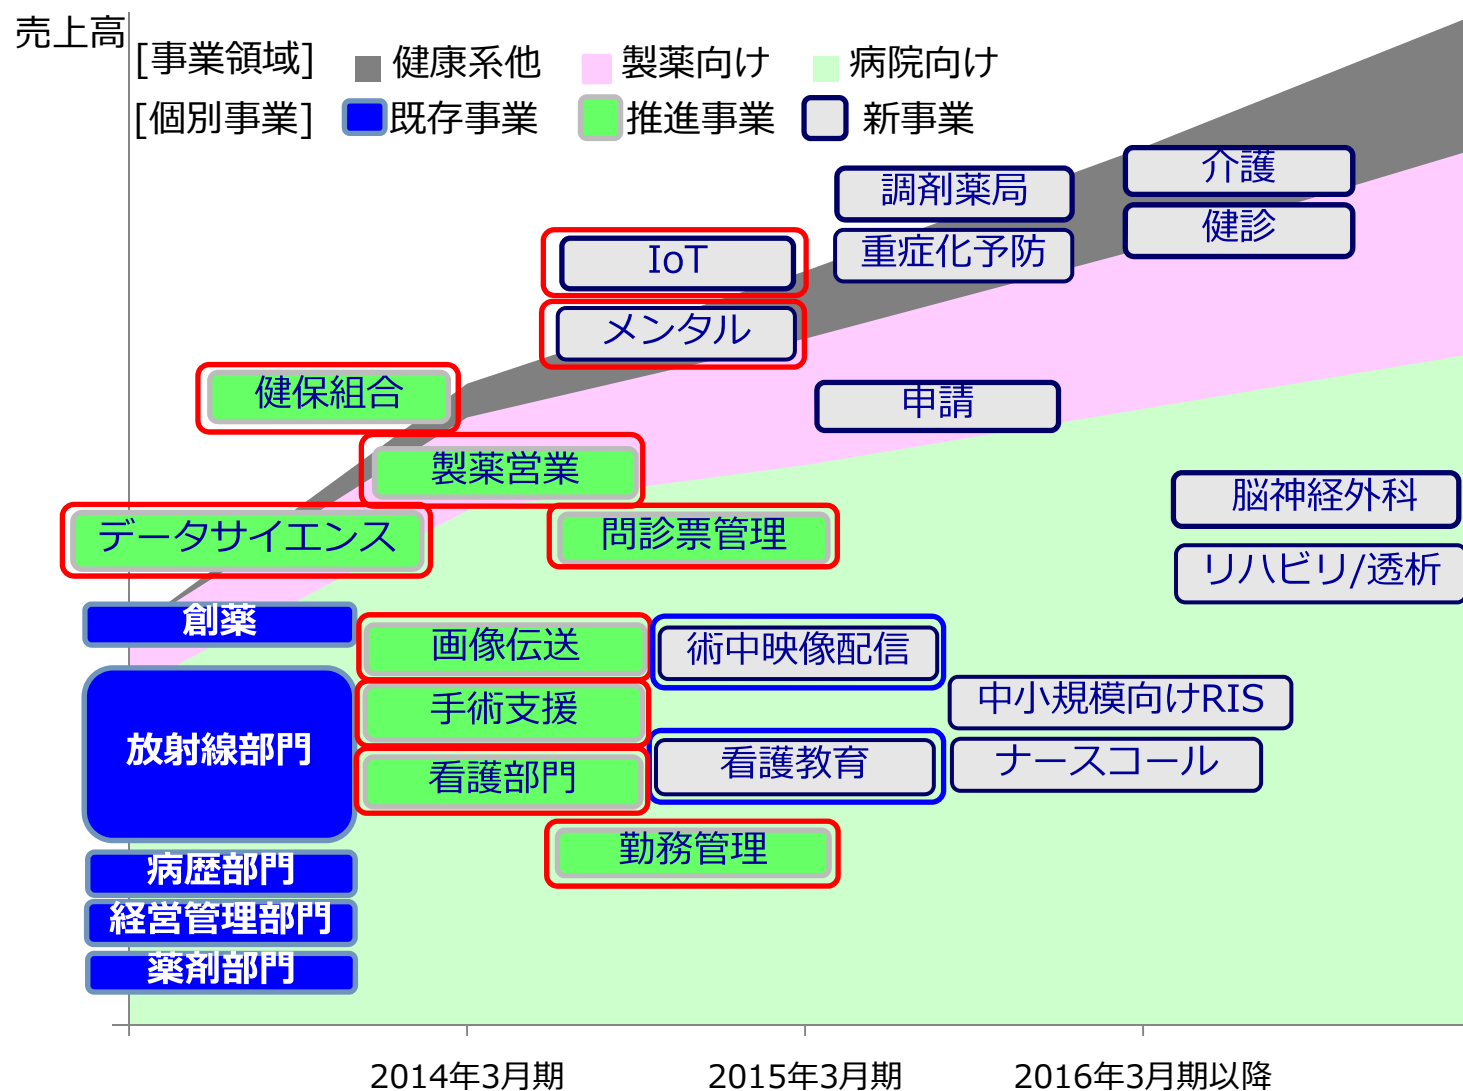 売上高
[事業領域] 健康系他 製薬向け 病院向け
[個別事業] 既存事業 推進事業 新事業
介護
調剤薬局
健診
重症化予防
IoT
メンタル
健保組合
申請
製薬営業
脳神経外科
データサイエンス
問診票管理
リハビリ/透析
創薬
画像伝送
術中映像配信
手術支援
中小規模向けRIS
放射線部門
看護部門
看護教育
ナースコール
勤務管理
病歴部門
経営管理部門
薬剤部門
2014年3月期 2015年3月期 2016年3月期以降